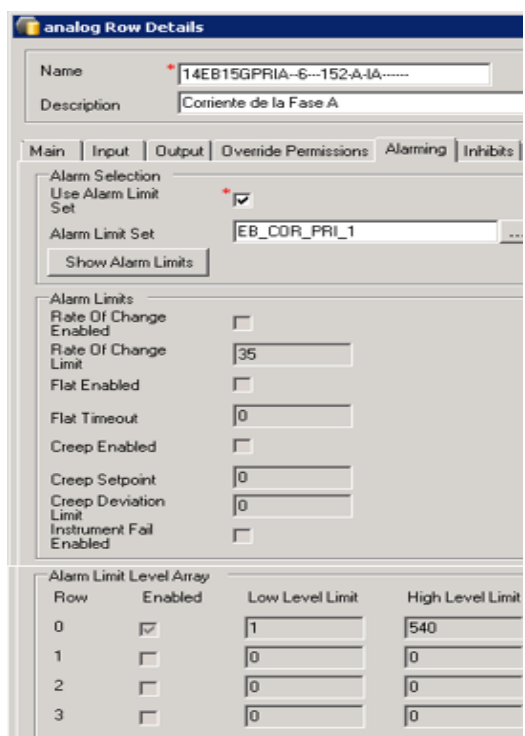 analog Row Details
Name * 14EB15GPRIA--6---152-A-IA------
Description Corriente de la Fase A
Main Input Output Override Permissions Alarming Inhibits
Alarm Selection
Use Alarm Limit Set *
Alarm Limit Set EB_COR_PRI_1 ...
Show Alarm Limits
Alarm Limits
Rate Of Change Enabled
Rate Of Change Limit 35
Flat Enabled
Flat Timeout 0
Creep Enabled
Creep Setpoint 0
Creep Deviation Limit 0
Instrument Fail Enabled
Alarm Limit Level Array
Row Enabled Low Level Limit High Level Limit
0 1 540
1 0 0
2 0 0
3 0 0